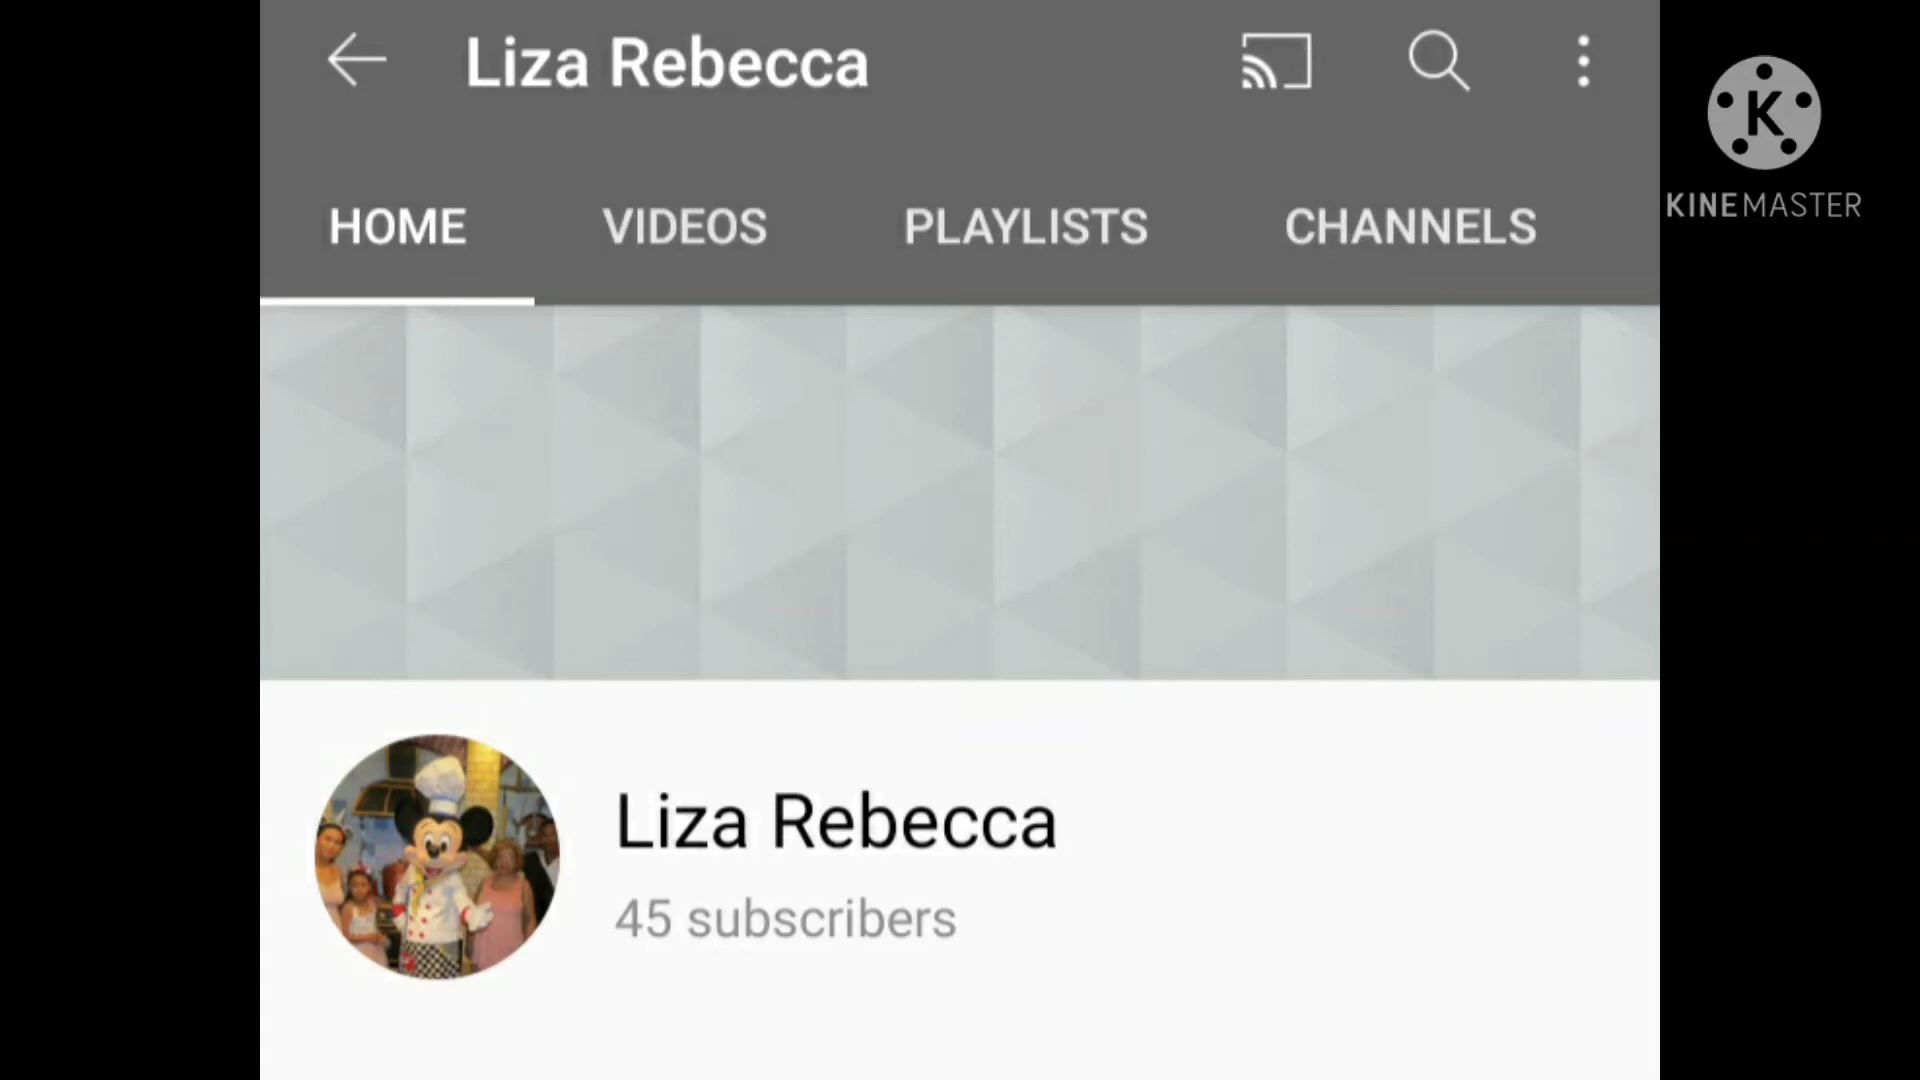 Liza Rebecca
K
KINEMASTER
HOME VIDEOS PLAYLISTS CHANNELS
Liza Rebecca
45 subscribers